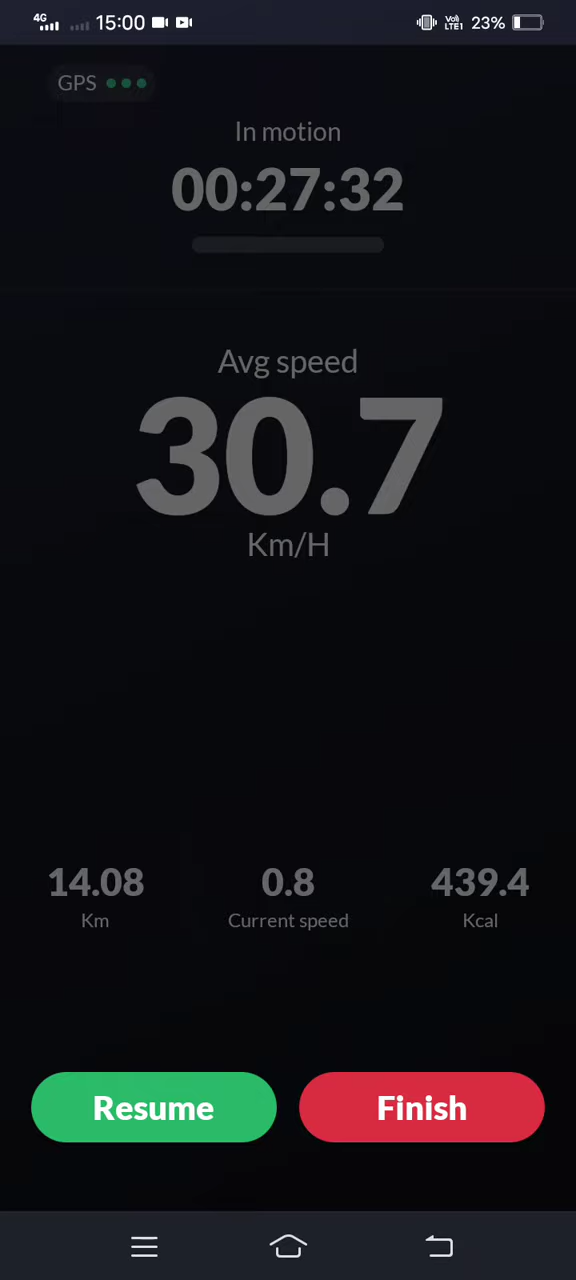 4G 15:00 Vo) LTE1 23%
GPS
In motion
00:27:32
Avg speed
30.7
Km/H
14.08 0.8 439.4
Km Current speed Kcal
Resume Finish